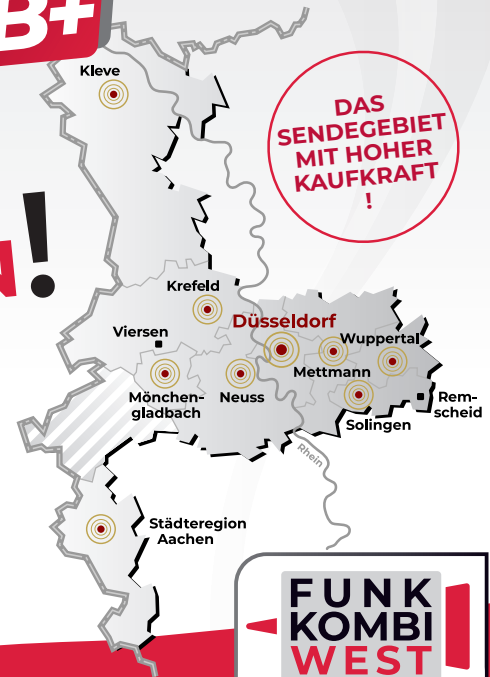 B+
Kleve
DAS
SENDEGEBIET
MIT HOHER
KAUFKRAFT
!
N!
Krefeld
Düsseldorf
Viersen
Wuppertal
Mettmann
Mönchen-
gladbach
Neuss
Rem-
scheid
Solingen
Rhein
Städteregion
Aachen
FUNK
KOMBI
WEST